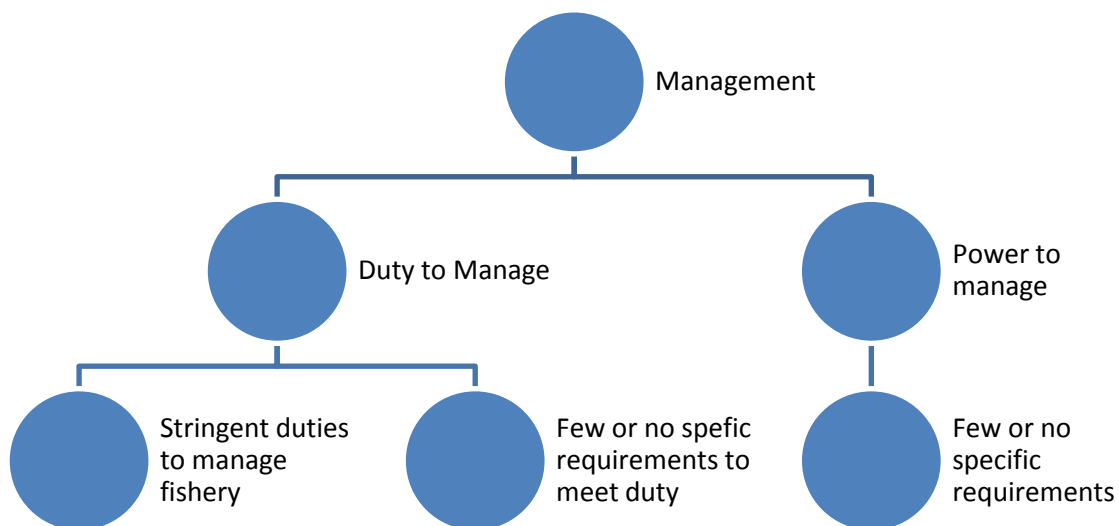 Management
Duty to Manage
Power to
manage
Stringent duties
to manage
fishery
Few or no spefic
requirements to
meet duty
Few or no
specific
requirements